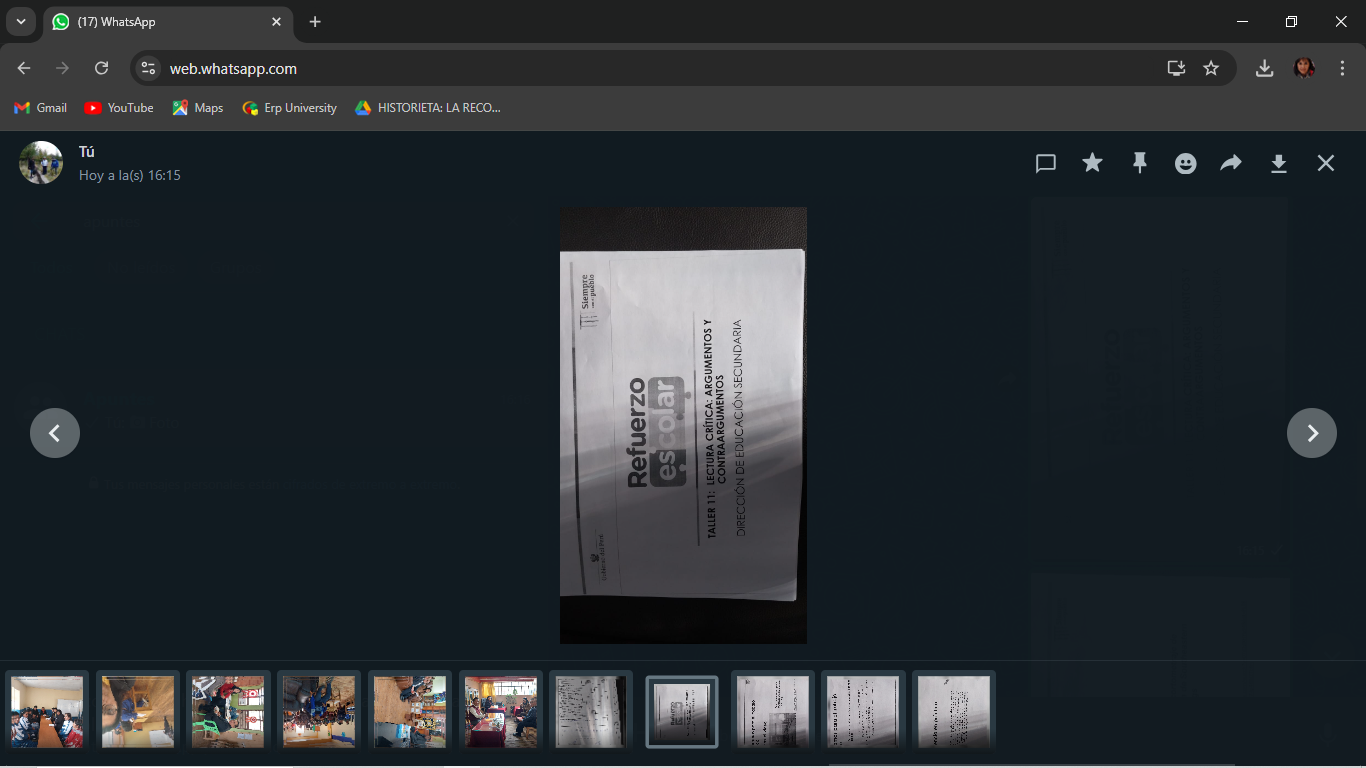 (17) WhatsApp
web.whatsapp.com
Gmail
YouTube
Maps
Erp University
HISTORIETA: LA RECO...
Tú
Hoy a la(s) 16:15
Siempre
con el pueblo
Refuerzo
escolar
TALLER 11: LECTURA CRÍTICA: ARGUMENTOS Y
CONTRAARGUMENTOS
DIRECCIÓN DE EDUCACIÓN SECUNDARIA